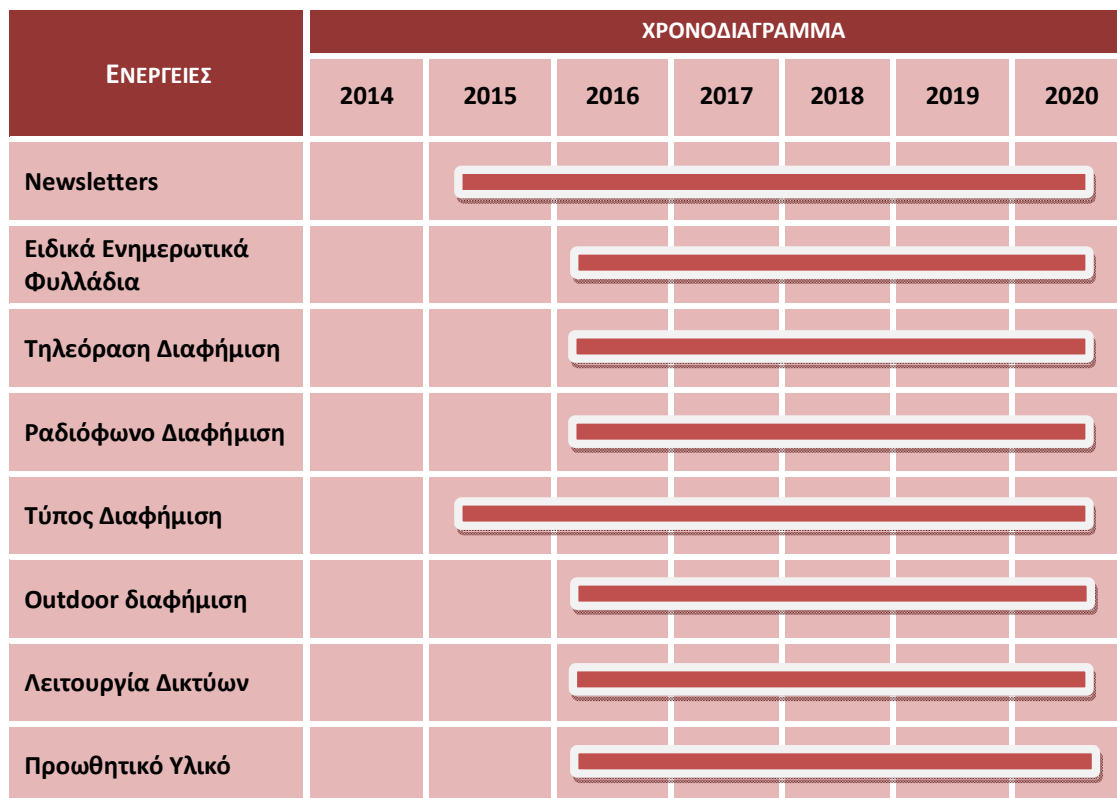 ΕΝΕΡΓΕΙΕΣ
ΧΡΟΝΟΔΙΑΓΡΑΜΜΑ
2014 2015 2016 2017 2018 2019 2020
Newsletters
Ειδικά Ενημερωτικά
Φυλλάδια
Τηλεόραση Διαφήμιση
Ραδιόφωνο Διαφήμιση
Τύπος Διαφήμιση
Outdoor διαφήμιση
Λειτουργία Δικτύων
Προωθητικό Υλικό